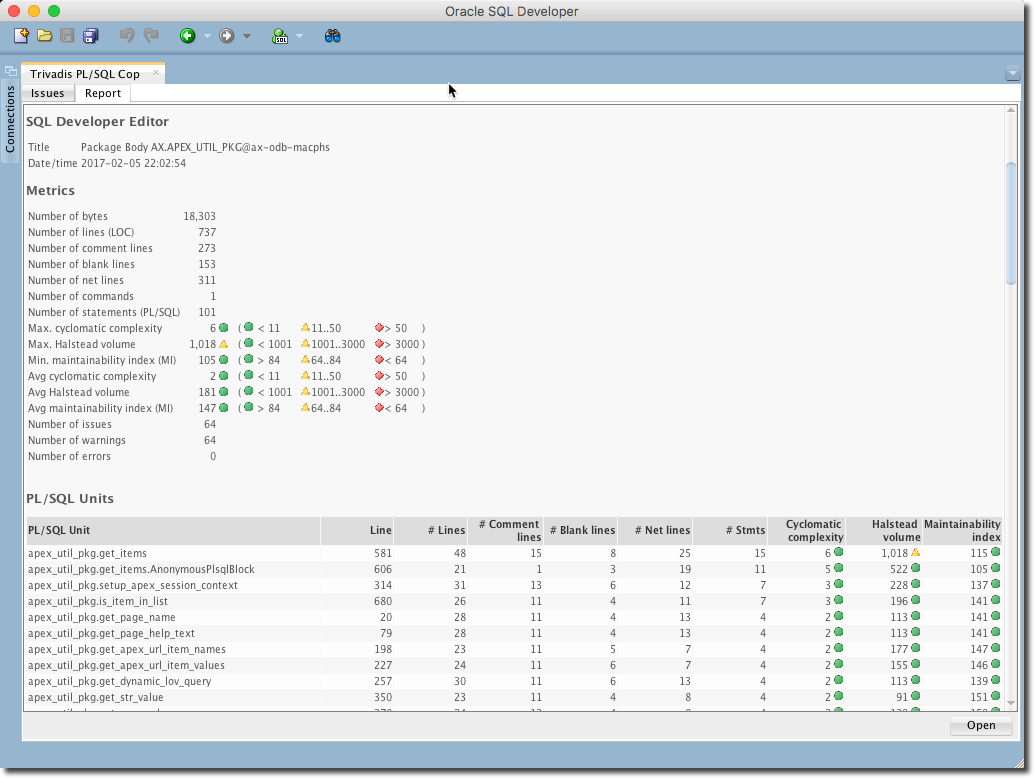 Oracle SQL Developer
SQL
Connections
Trivadis PL/SQL Cop ×
Issues Report
SQL Developer Editor
Title Package Body AX.APEX_UTIL_PKG@ax-odb-macphs
Date/time 2017-02-05 22:02:54
Metrics
Number of bytes 18,303
Number of lines (LOC) 737
Number of comment lines 273
Number of blank lines 153
Number of net lines 311
Number of commands 1
Number of statements (PL/SQL) 101
Max. cyclomatic complexity 6 ( < 11 11..50 > 50 )
Max. Halstead volume 1,018 ( < 1001 1001..3000 > 3000 )
Min. maintainability index (MI) 105 ( > 84 64..84 < 64 )
Avg cyclomatic complexity 2 ( < 11 11..50 > 50 )
Avg Halstead volume 181 ( < 1001 1001..3000 > 3000 )
Avg maintainability index (MI) 147 ( > 84 64..84 < 64 )
Number of issues 64
Number of warnings 64
Number of errors 0
PL/SQL Units
PL/SQL Unit Line # Lines # Comment lines # Blank lines # Net lines # Stmts Cyclomatic complexity Halstead volume Maintainability index
apex_util_pkg.get_items 581 48 15 8 25 15 6 1,018 115
apex_util_pkg.get_items.AnonymousPlsqlBlock 606 21 1 3 19 11 5 522 105
apex_util_pkg.setup_apex_session_context 314 31 13 6 12 7 3 228 137
apex_util_pkg.is_item_in_list 680 26 11 4 11 7 3 196 141
apex_util_pkg.get_page_name 20 28 11 4 13 4 2 113 141
apex_util_pkg.get_page_help_text 79 28 11 4 13 4 2 113 141
apex_util_pkg.get_apex_url_item_names 198 23 11 5 7 4 2 177 147
apex_util_pkg.get_apex_url_item_values 227 24 11 6 7 4 2 155 146
apex_util_pkg.get_dynamic_lov_query 257 30 11 6 13 4 2 113 139
apex_util_pkg.get_str_value 350 23 11 4 8 4 2 91 151
Open